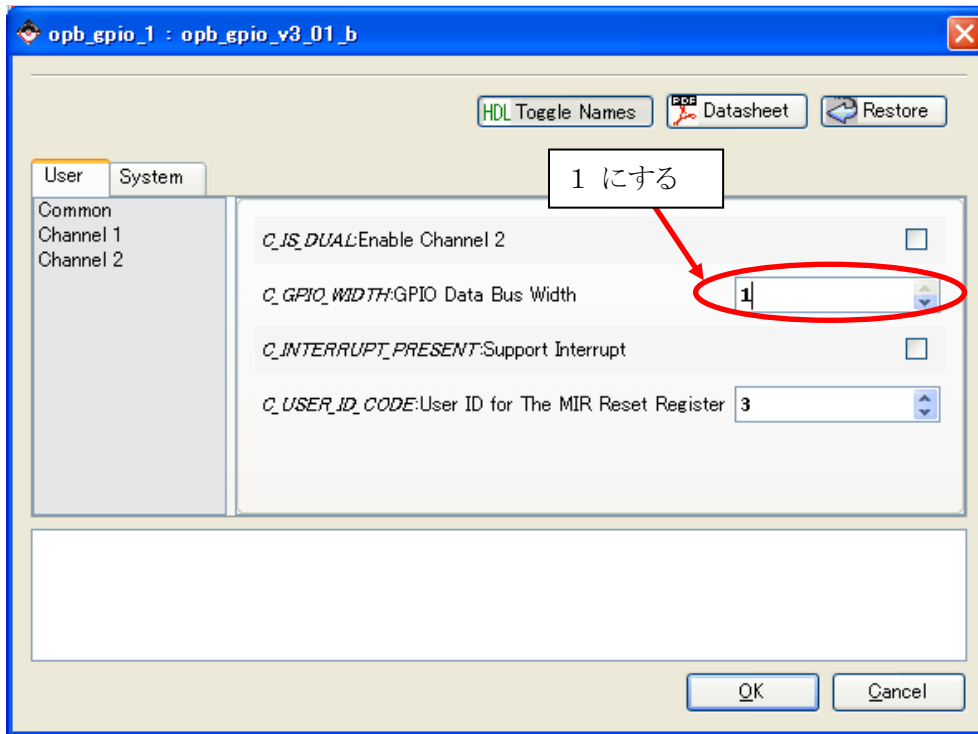 opb_gpio_1 : opb_gpio_v3_01_b
HDL Toggle Names PDF Datasheet Restore
1 にする
User System
Common
Channel 1
Channel 2
C_IS_DUAL:Enable Channel 2
C_GPIO_WIDTH:GPIO Data Bus Width 1
C_INTERRUPT_PRESENT:Support Interrupt
C_USER_ID_CODE:User ID for The MIR Reset Register 3
OK Cancel